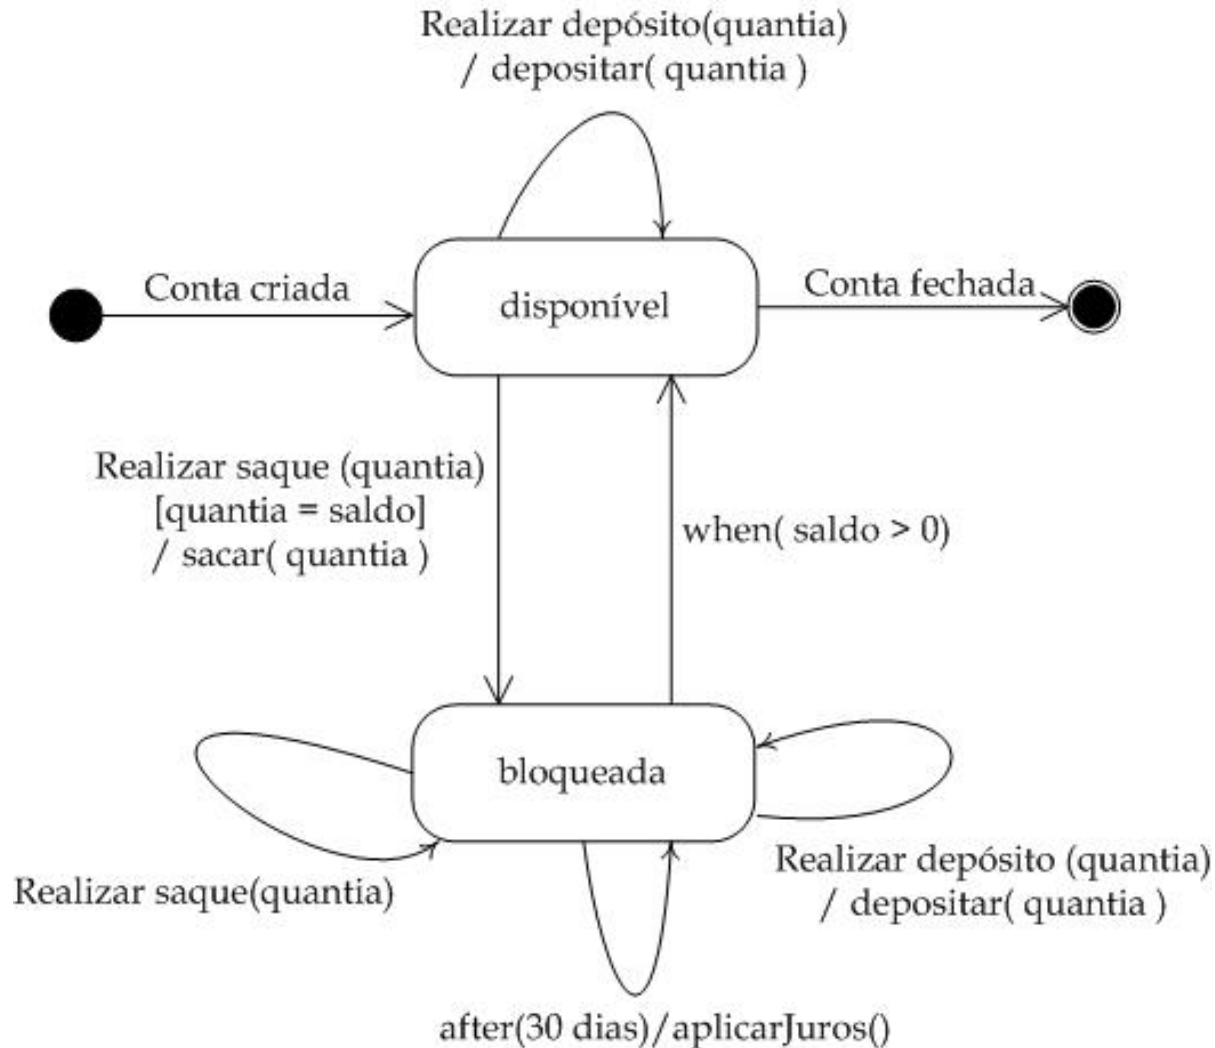 Realizar depósito(quantia)
/ depositar( quantia )
Conta criada
disponível
Conta fechada
Realizar saque (quantia)
[quantia = saldo]
/ sacar( quantia )
when( saldo > 0)
bloqueada
Realizar saque(quantia)
Realizar depósito (quantia)
/ depositar( quantia )
after(30 dias)/aplicarJuros()